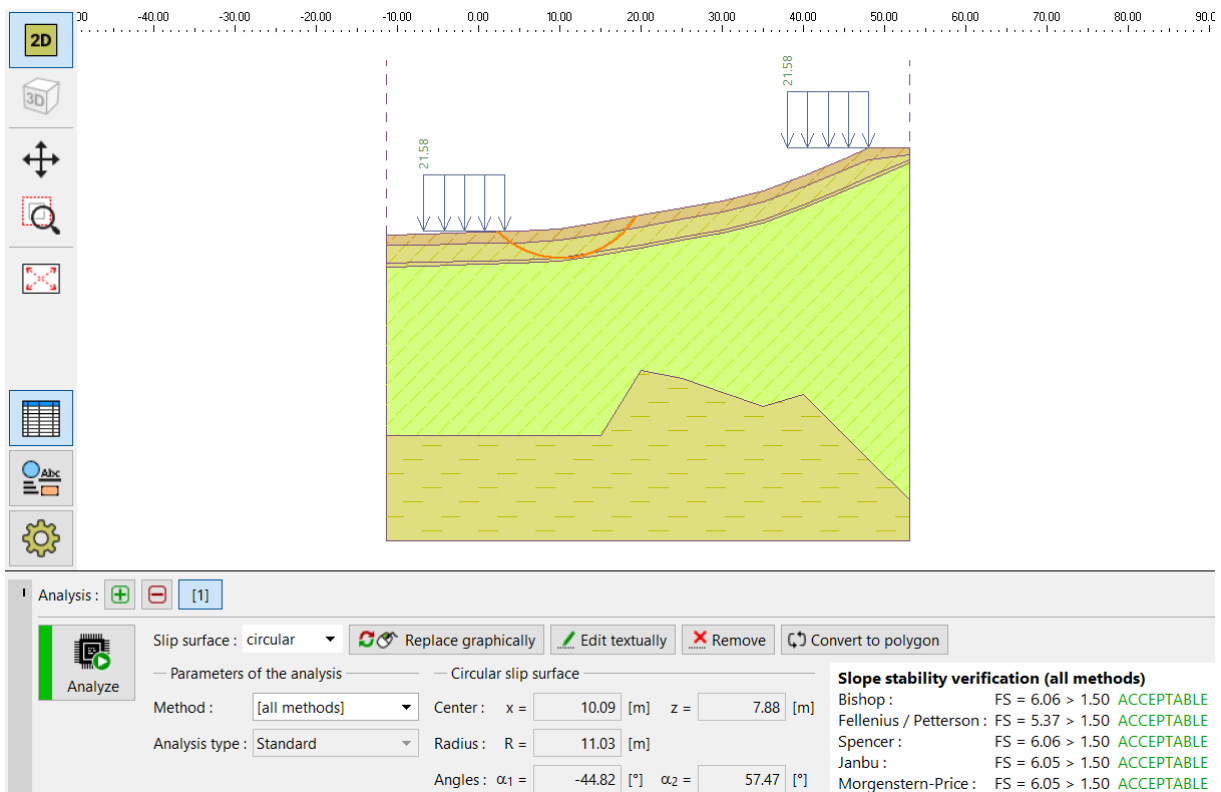 00 -40.00 -30.00 -20.00 -10.00 0.00 10.00 20.00 30.00 40.00 50.00 60.00 70.00 80.00 90.0
2D
3D
21.58
21.58
Abc
Analysis : [1]
Analyze
Slip surface : circular Replace graphically Edit textually Remove Convert to polygon
Parameters of the analysis
Method : [all methods]
Analysis type : Standard
Circular slip surface
Center : x = 10.09 [m] z = 7.88 [m]
Radius : R = 11.03 [m]
Angles : α1 = -44.82 [°] α2 = 57.47 [°]
Slope stability verification (all methods)
Bishop : FS = 6.06 > 1.50 ACCEPTABLE
Fellenius / Petterson : FS = 5.37 > 1.50 ACCEPTABLE
Spencer : FS = 6.06 > 1.50 ACCEPTABLE
Janbu : FS = 6.05 > 1.50 ACCEPTABLE
Morgenstern-Price : FS = 6.05 > 1.50 ACCEPTABLE